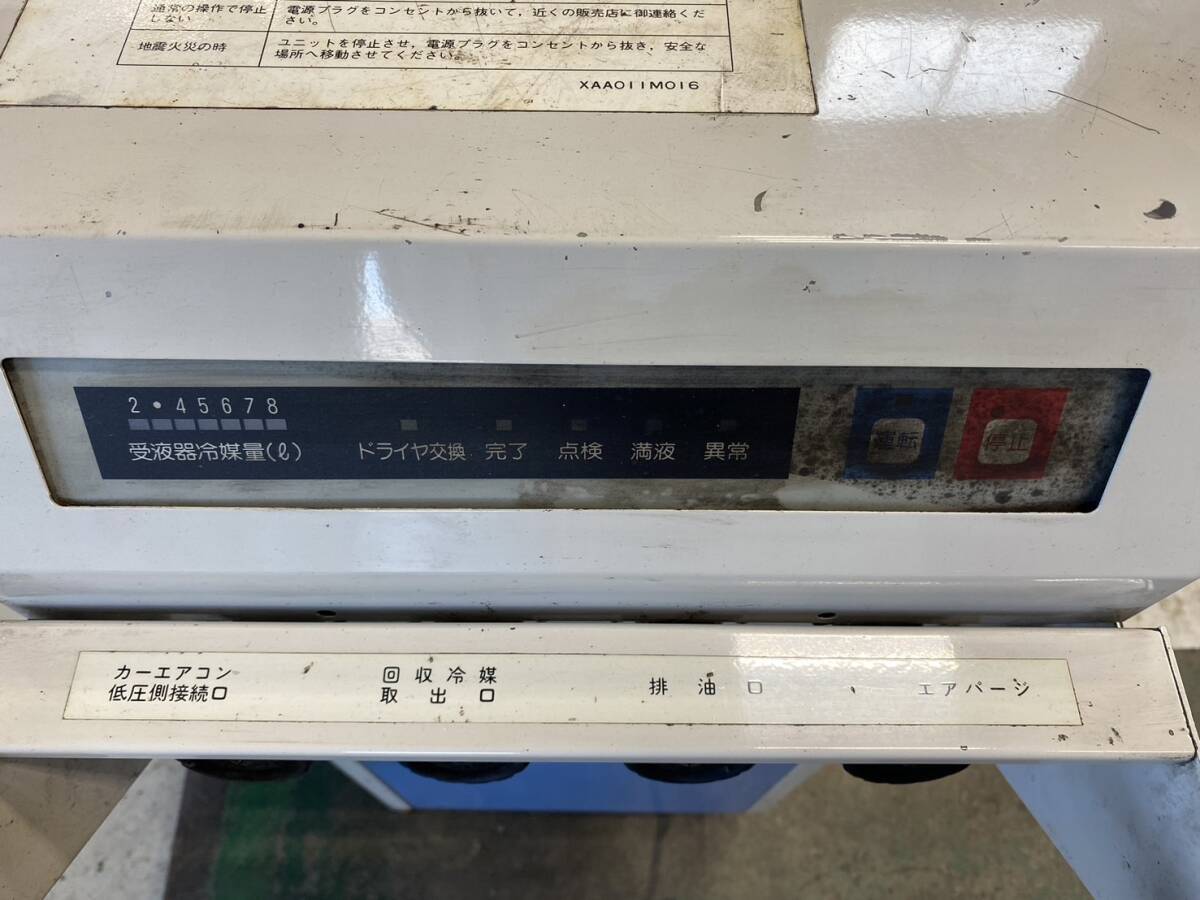 通常の操作で停止
しない
電源プラグをコンセントから抜いて，近くの販売店に御連絡くだ
さい。
地震火災の時
ユニットを停止させ，電源プラグをコンセントから抜き，安全な
場所へ移動させてください。
XAA011M016
2・45678
受液器冷媒量(ℓ)
ドライヤ交換
完了
点検
満液
異常
運転
停止
カーエアコン
低圧側接続口
回収冷媒
取出口
排油口
エアパージ